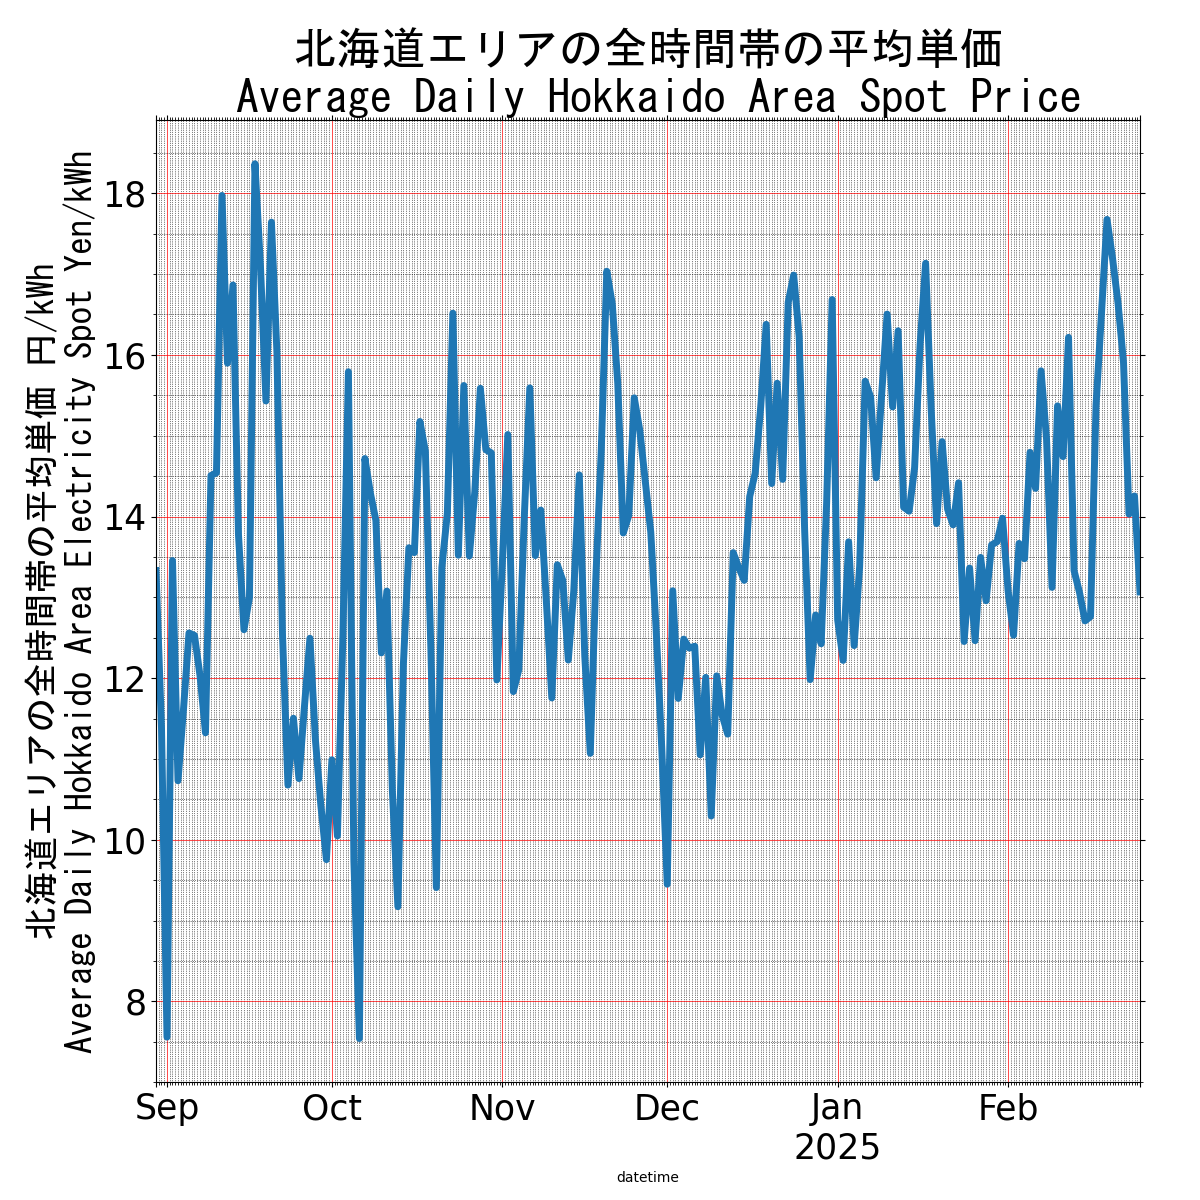 北海道エリアの全時間帯の平均単価
Average Daily Hokkaido Area Spot Price
北海道エリアの全時間帯の平均単価 円/kWh
Average Daily Hokkaido Area Electricity Spot Yen/kWh
18
16
14
12
10
8
Sep Oct Nov Dec Jan Feb
2025
datetime